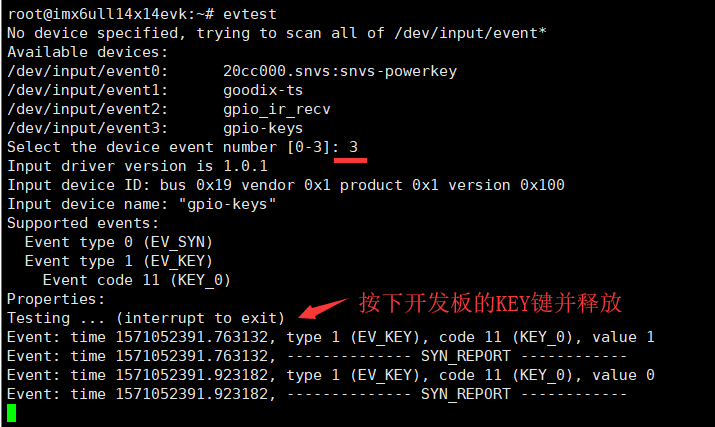 root@imx6ull14x14evk:~# evtest
No device specified, trying to scan all of /dev/input/event*
Available devices:
/dev/input/event0:      20cc000.snvs:snvs-powerkey
/dev/input/event1:      goodix-ts
/dev/input/event2:      gpio_ir_recv
/dev/input/event3:      gpio-keys
Select the device event number [0-3]: 3
Input driver version is 1.0.1
Input device ID: bus 0x19 vendor 0x1 product 0x1 version 0x100
Input device name: "gpio-keys"
Supported events:
  Event type 0 (EV_SYN)
  Event type 1 (EV_KEY)
    Event code 11 (KEY_0)
Properties:
按下开发板的KEY键并释放
Testing ... (interrupt to exit)
Event: time 1571052391.763132, type 1 (EV_KEY), code 11 (KEY_0), value 1
Event: time 1571052391.763132, -------------- SYN_REPORT ------------
Event: time 1571052391.923182, type 1 (EV_KEY), code 11 (KEY_0), value 0
Event: time 1571052391.923182, -------------- SYN_REPORT ------------